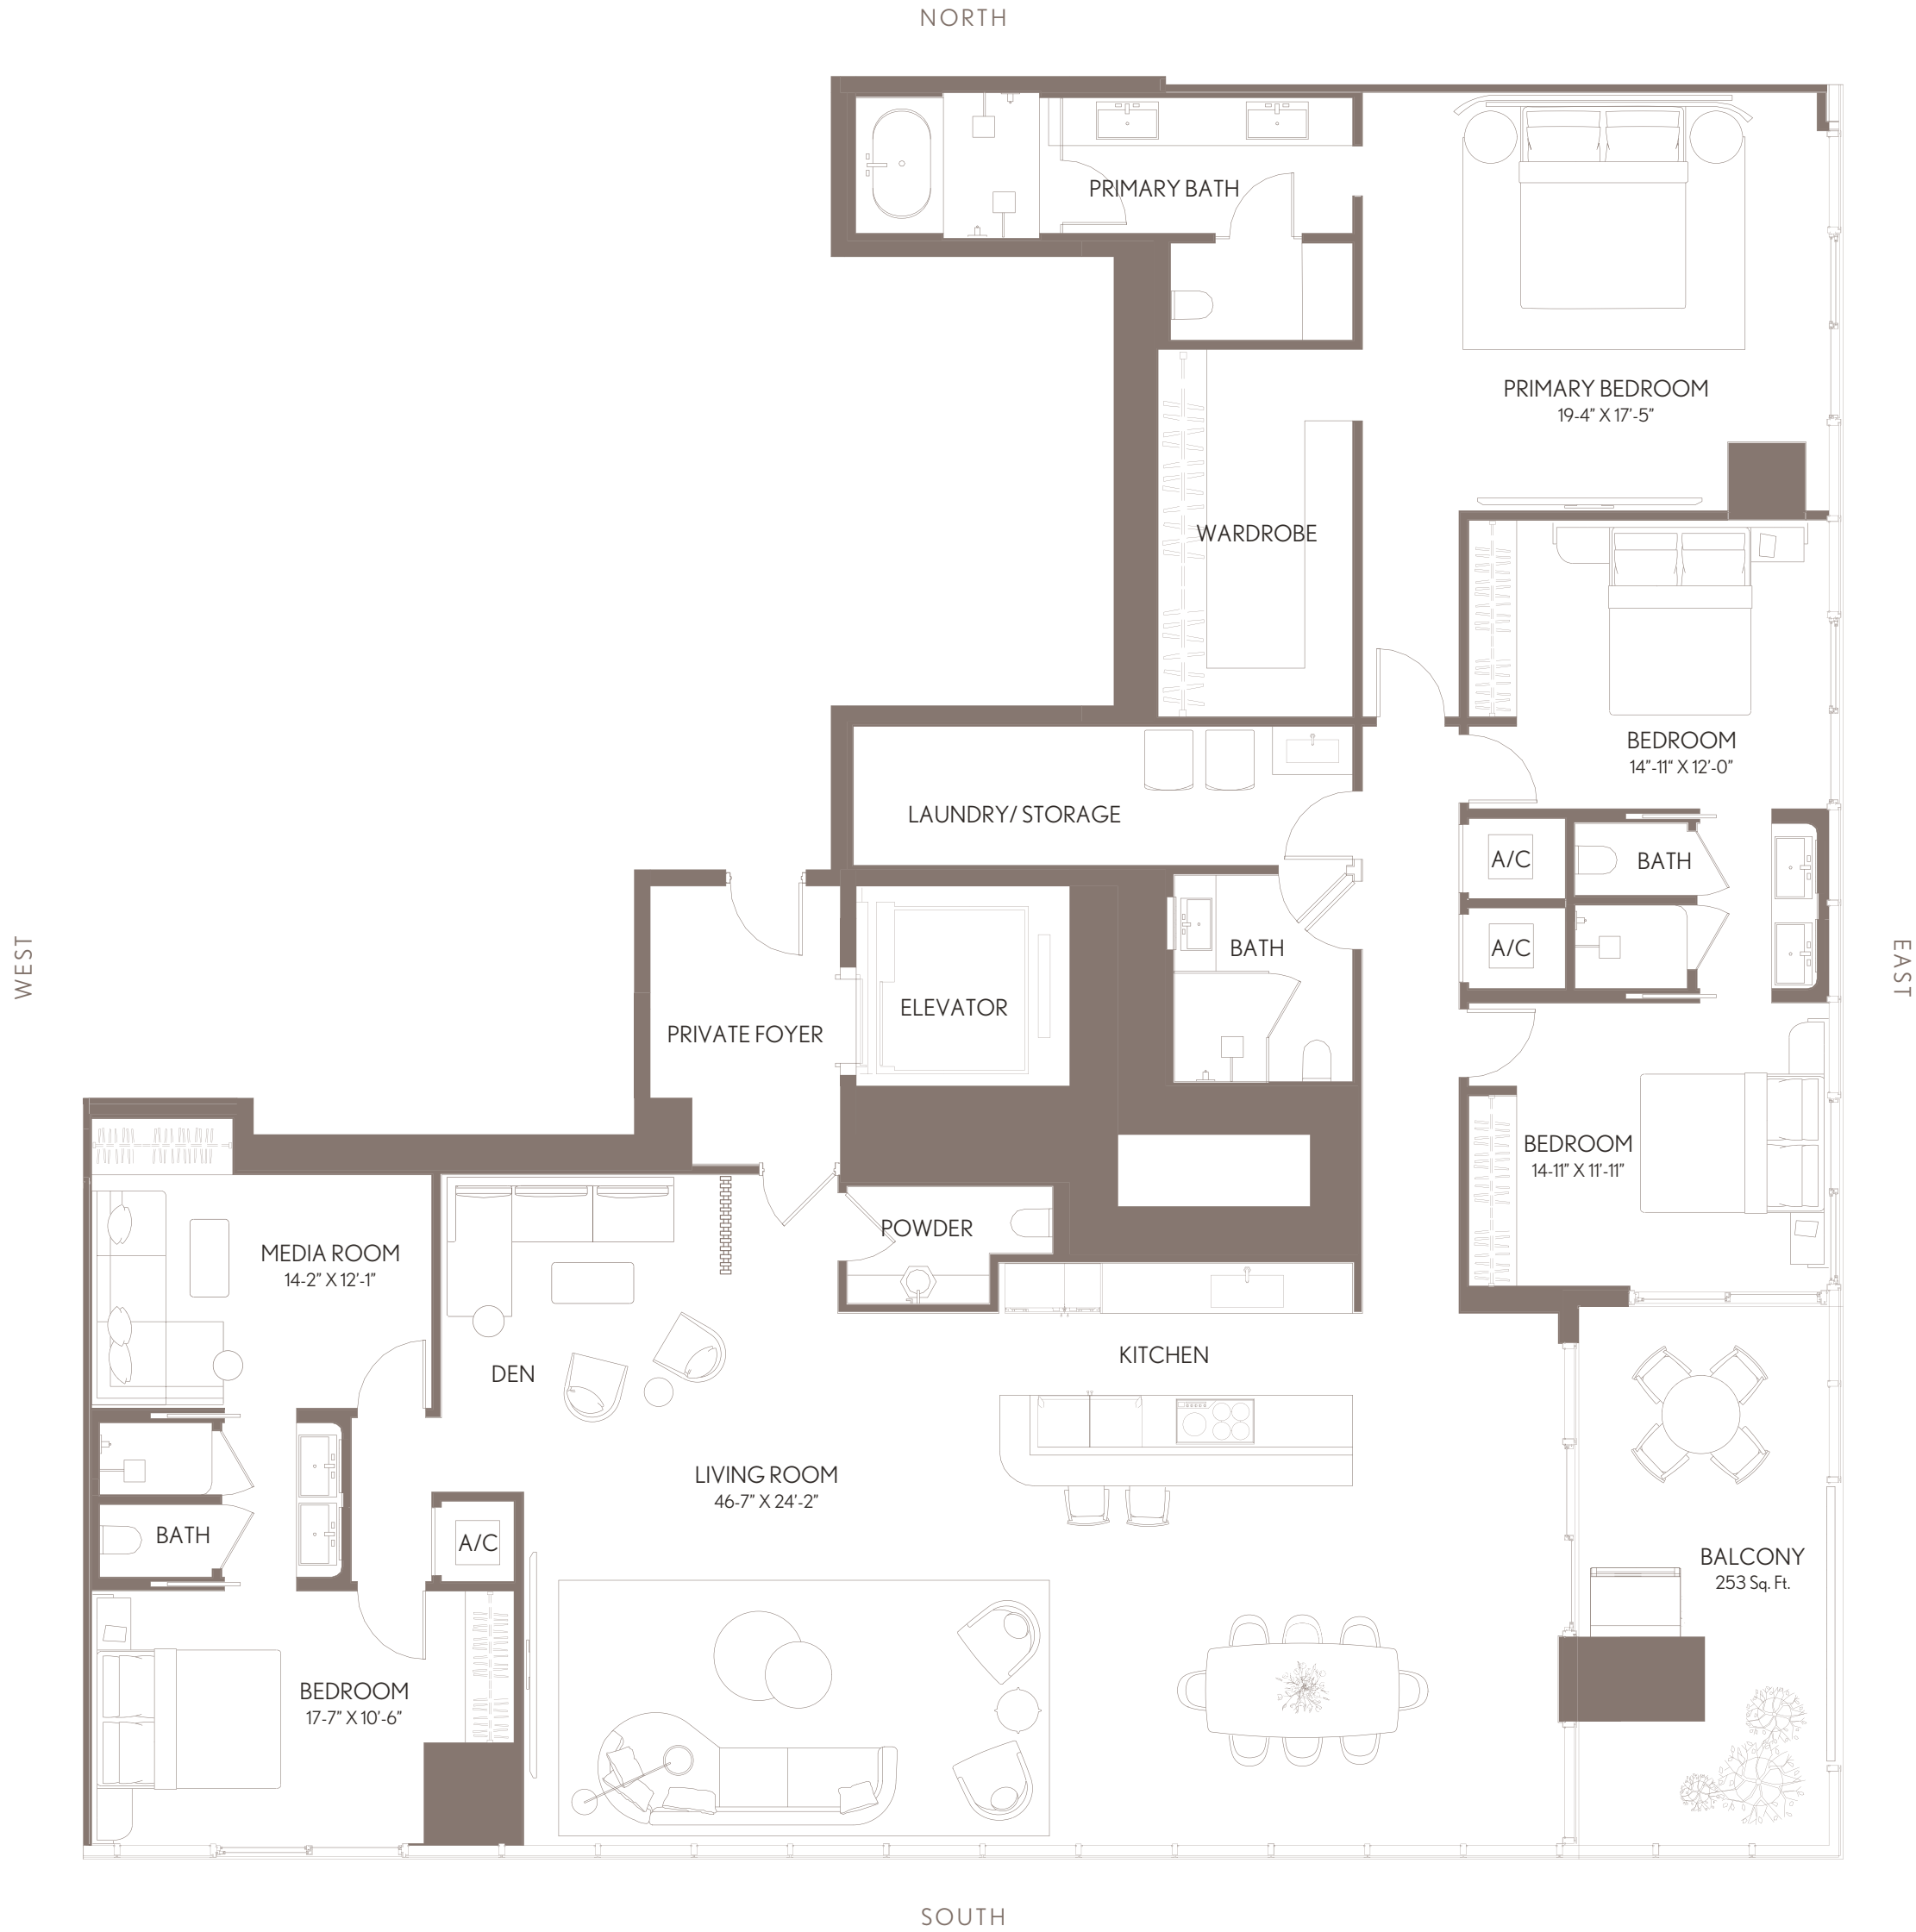 NORTH
PRIMARY BATH
PRIMARY BEDROOM
19-4” X 17’-5”
WARDROBE
BEDROOM
14”-11“ X 12’-0”
LAUNDRY/ STORAGE
A/C
BATH
WEST
EAST
BATH
A/C
ELEVATOR
PRIVATE FOYER
BEDROOM
14-11” X 11’-11”
POWDER
MEDIA ROOM
14-2” X 12’-1”
KITCHEN
DEN
LIVING ROOM
46-7” X 24’-2”
BATH
A/C
BALCONY
253 Sq. Ft.
BEDROOM
17-7” X 10’-6”
SOUTH